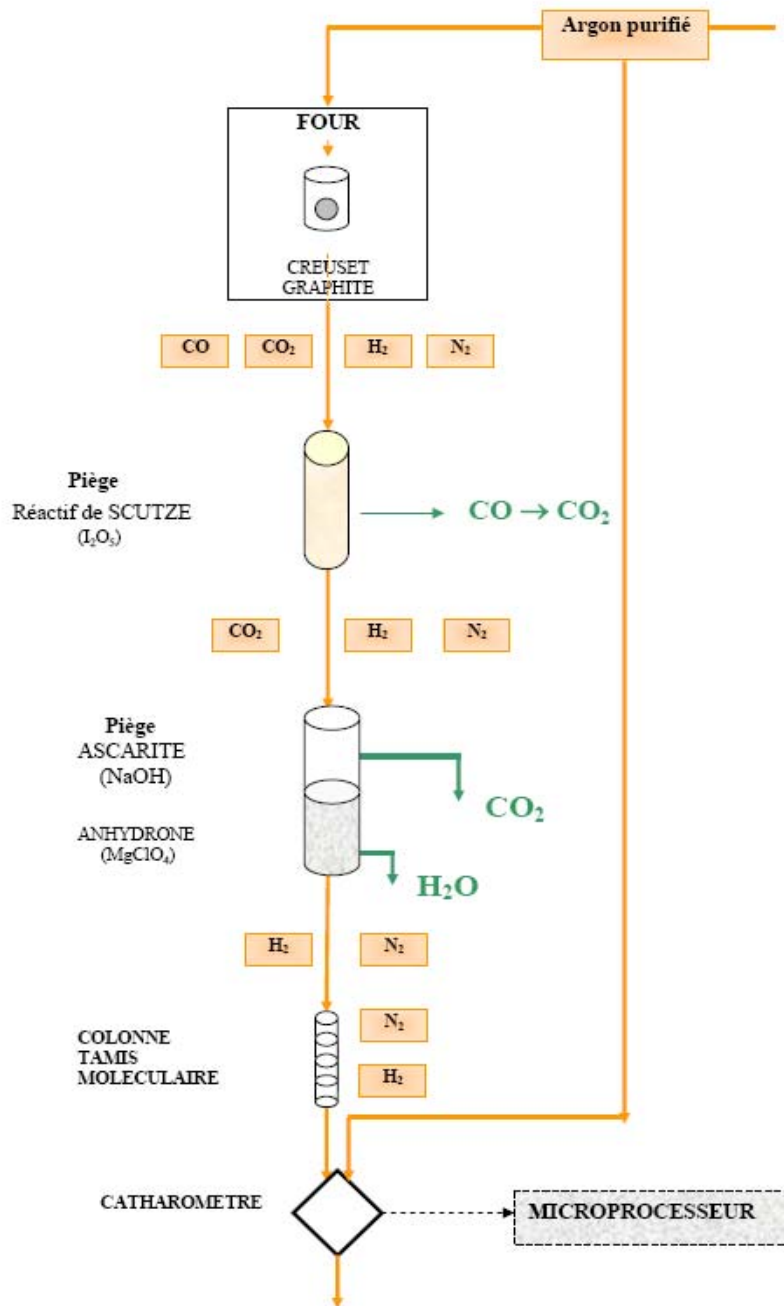 Argon purifié
FOUR
CREUSET
GRAPHITE
CO CO₂ H₂ N₂
Piège
Réactif de SCUTZE
(I₂O₅)
CO → CO₂
CO₂ H₂ N₂
Piège
ASCARITE
(NaOH)
CO₂
ANHYDRONE
(MgClO₄)
H₂O
H₂ N₂
COLONNE
TAMIS
MOLECULAIRE
N₂
H₂
CATHAROMETRE
MICROPROCESSEUR